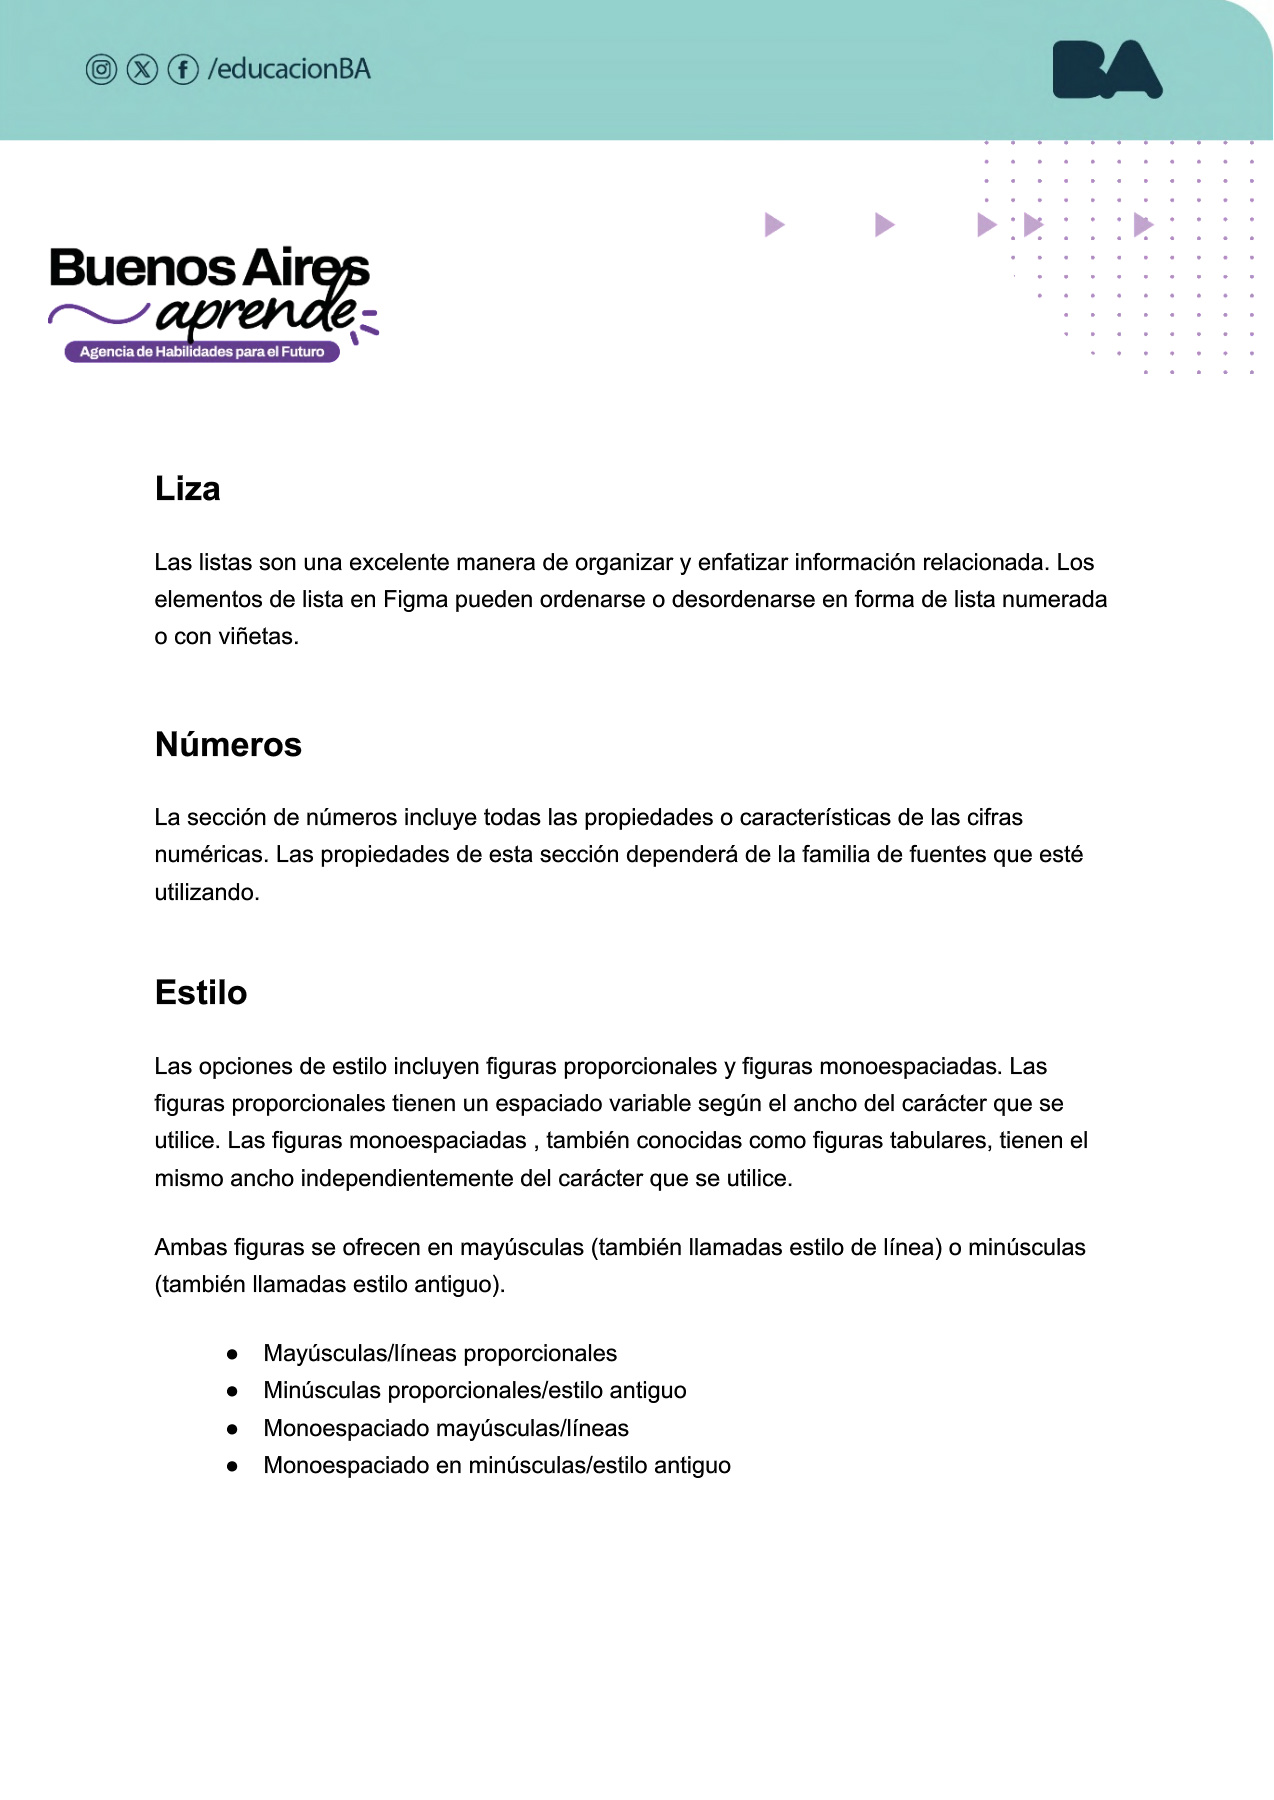 /educacionBA
BA
Buenos Aires
aprende
Agencia de Habilidades para el Futuro
Liza
Las listas son una excelente manera de organizar y enfatizar información relacionada. Los
elementos de lista en Figma pueden ordenarse o desordenarse en forma de lista numerada
o con viñetas.
Números
La sección de números incluye todas las propiedades o características de las cifras
numéricas. Las propiedades de esta sección dependerá de la familia de fuentes que esté
utilizando.
Estilo
Las opciones de estilo incluyen figuras proporcionales y figuras monoespaciadas. Las
figuras proporcionales tienen un espaciado variable según el ancho del carácter que se
utilice. Las figuras monoespaciadas , también conocidas como figuras tabulares, tienen el
mismo ancho independientemente del carácter que se utilice.
Ambas figuras se ofrecen en mayúsculas (también llamadas estilo de línea) o minúsculas
(también llamadas estilo antiguo).
● Mayúsculas/líneas proporcionales
● Minúsculas proporcionales/estilo antiguo
● Monoespaciado mayúsculas/líneas
● Monoespaciado en minúsculas/estilo antiguo